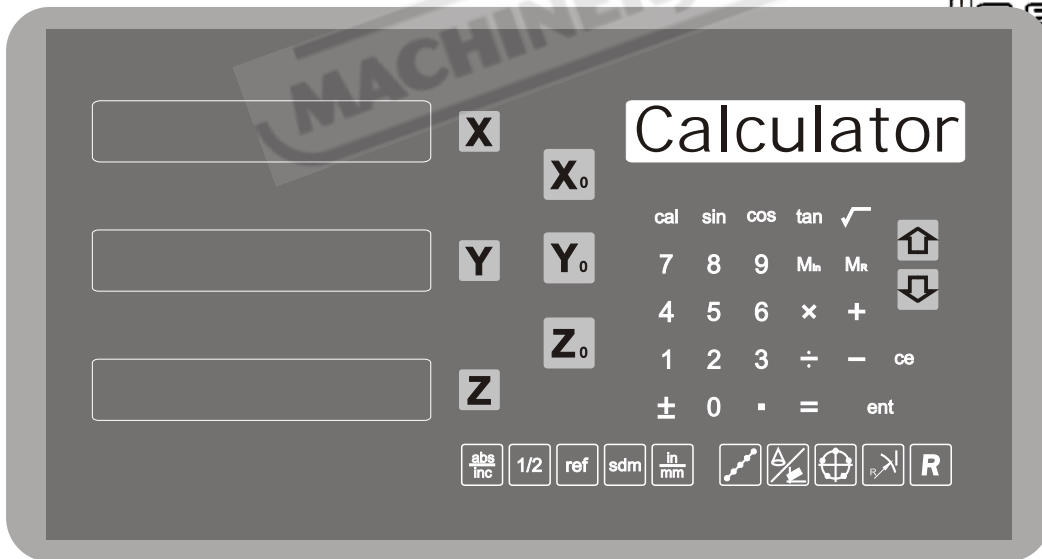 MACHINER
X
Calculator
X0
cal sin cos tan √
Y
Y0
7 8 9 MIn MR
4 5 6 × +
Z0
1 2 3 ÷ − ce
Z
± 0 . = ent
abs
inc
1/2 ref sdm
in
mm
R
R